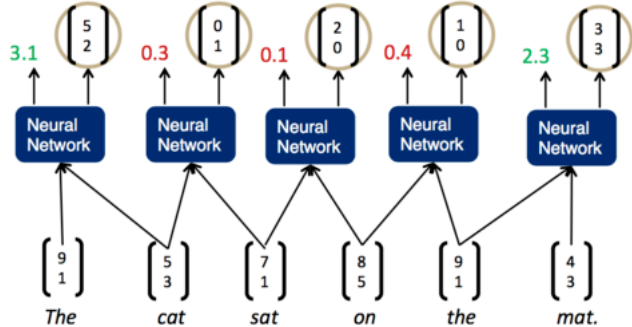 3.1 5 0.3 0 0.1 2 0.4 1 2.3 3
2 1 0 0 3
Neural Neural Neural Neural Neural
Network Network Network Network Network
9 5 7 8 9 4
1 3 1 5 1 3
The cat sat on the mat.